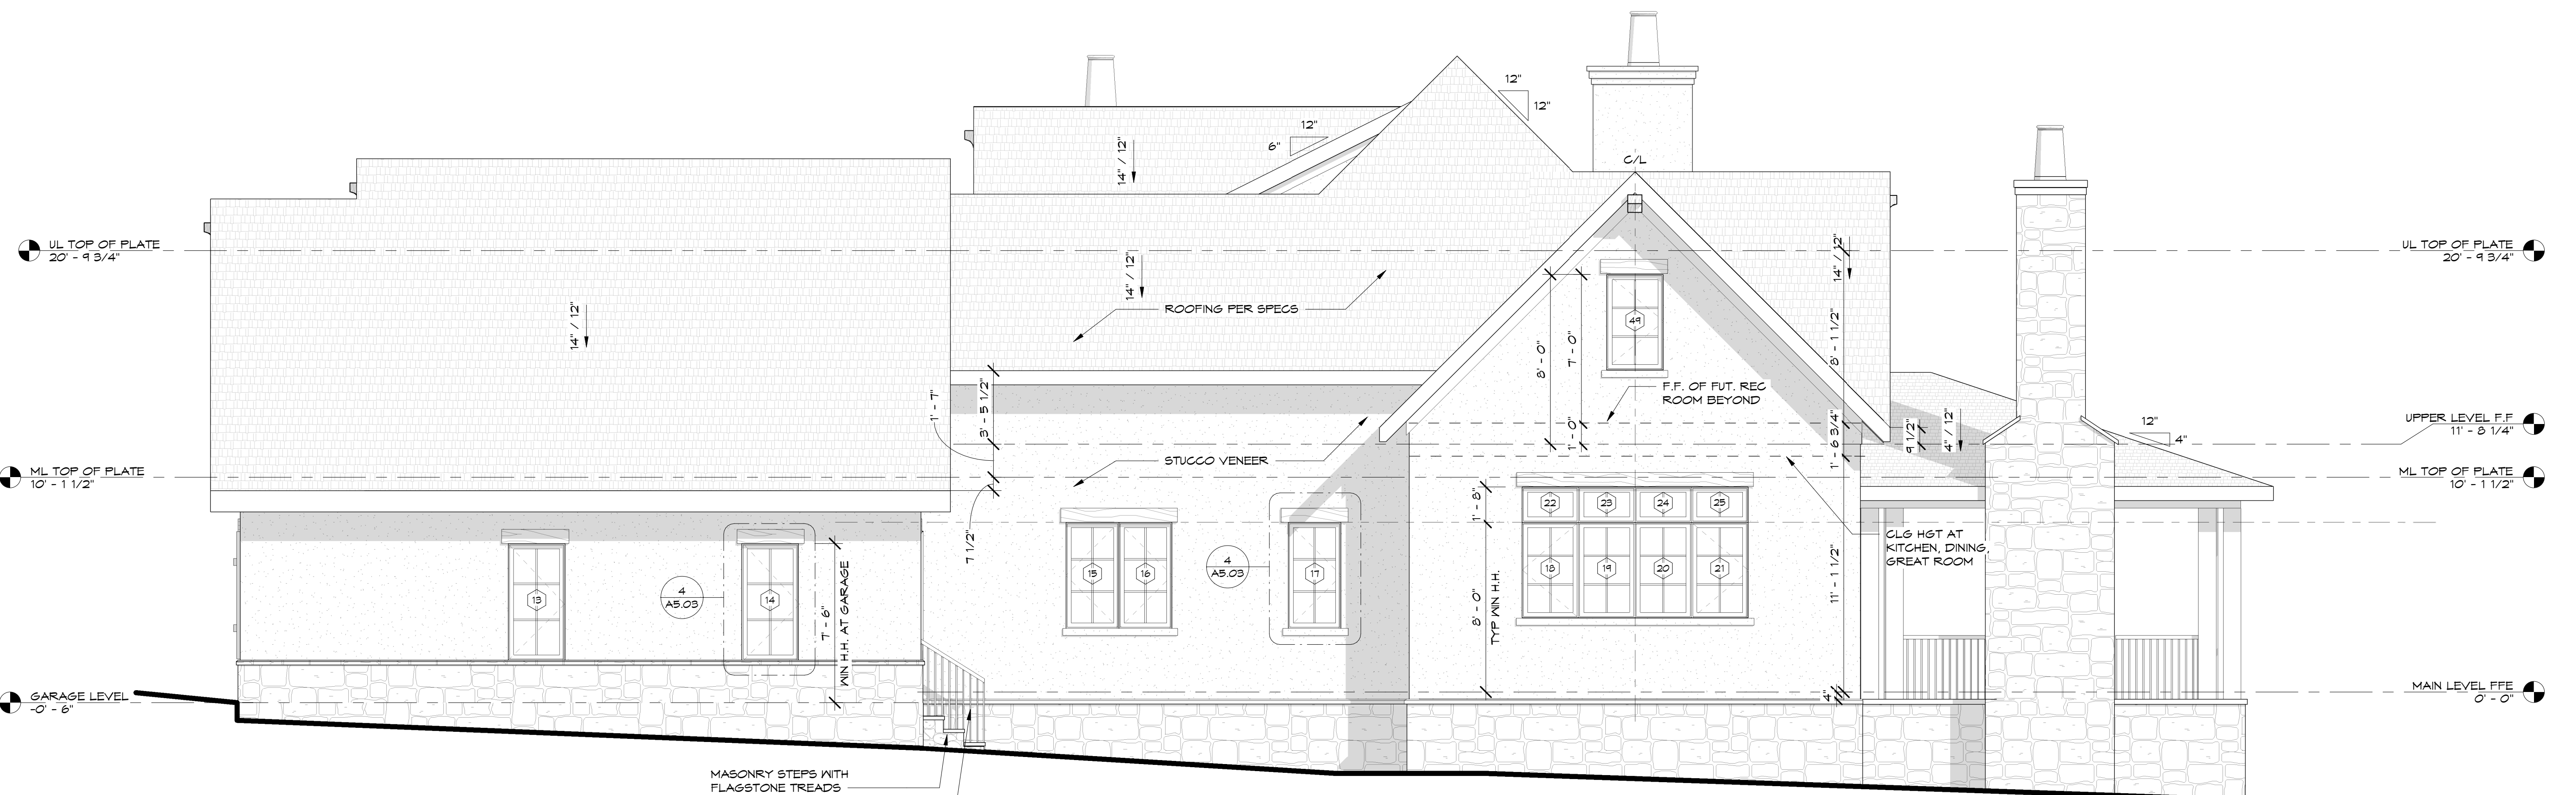 12"
12"
12"
6"
C/L
14" / 12"
UL TOP OF PLATE
20' - 9 3/4"
UL TOP OF PLATE
20' - 9 3/4"
14" / 12"
14" / 12"
14" / 12"
ROOFING PER SPECS
49
8' - 0"
7' - 0"
1' - 0"
8' - 1 1/2"
F.F. OF FUT. REC
ROOM BEYOND
1' - 7"
3' - 5 1/2"
1' - 6 3/4"
9 1/2"
4" / 12"
12"
4"
UPPER LEVEL F.F
11' - 8 1/4"
STUCCO VENEER
ML TOP OF PLATE
10' - 1 1/2"
ML TOP OF PLATE
10' - 1 1/2"
22
23
24
25
1' - 8"
7 1/2"
CLG HGT AT
KITCHEN, DINING,
GREAT ROOM
13
14
15
16
17
18
19
20
21
4
A5.03
4
A5.03
7' - 6"
WIN H.H. AT GARAGE
8' - 0"
TYP WIN H.H.
11' - 1 1/2"
4"
GARAGE LEVEL
-0' - 6"
MAIN LEVEL FFE
0' - 0"
MASONRY STEPS WITH
FLAGSTONE TREADS